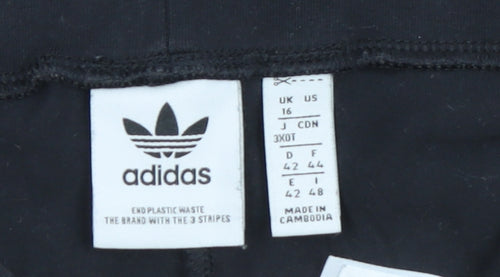 adidas
END PLASTIC WASTE
THE BRAND WITH THE 3 STRIPES
UK US
16
J CDN
3XOT
D F
42 44
E I
42 48
MADE IN
CAMBODIA